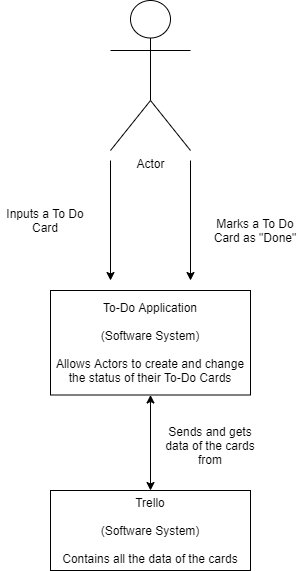 Actor
Inputs a To Do
Card
Marks a To Do
Card as "Done"
To-Do Application
(Software System)
Allows Actors to create and change
the status of their To-Do Cards
Sends and gets
data of the cards
from
Trello
(Software System)
Contains all the data of the cards